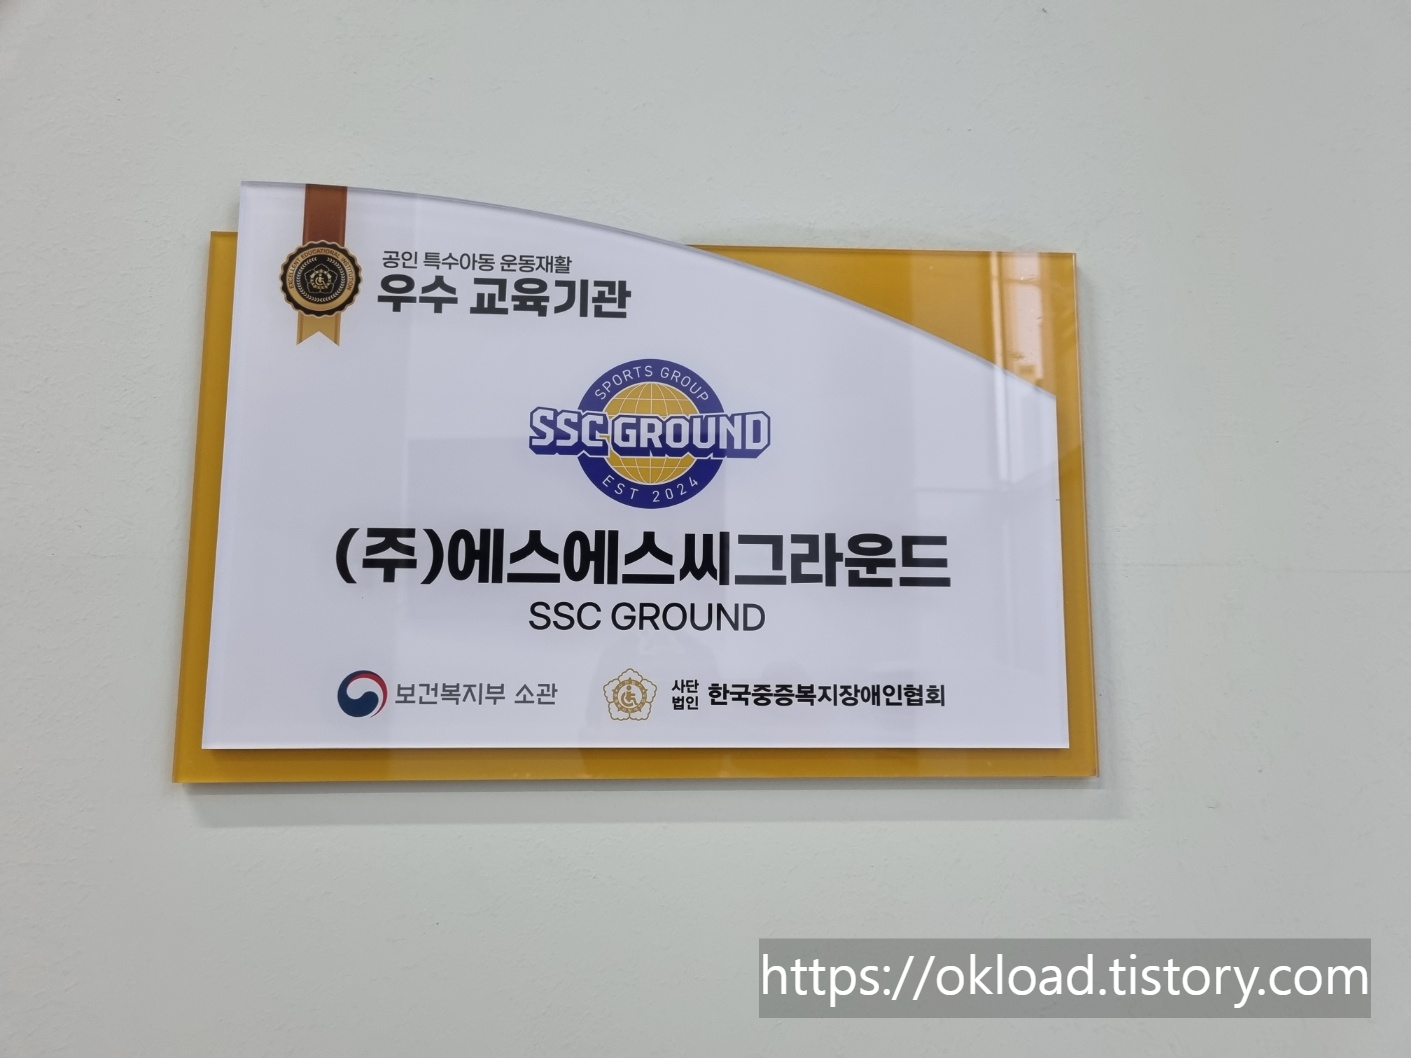 공인 특수아동 운동재활
우수 교육기관
EXCELLENT EDUCATIONAL INSTITUTION
SPORTS GROUP
SSC GROUND
EST 2024
(주)에스에스씨그라운드
SSC GROUND
보건복지부 소관
사단법인 한국중증복지장애인협회
https://okload.tistory.com